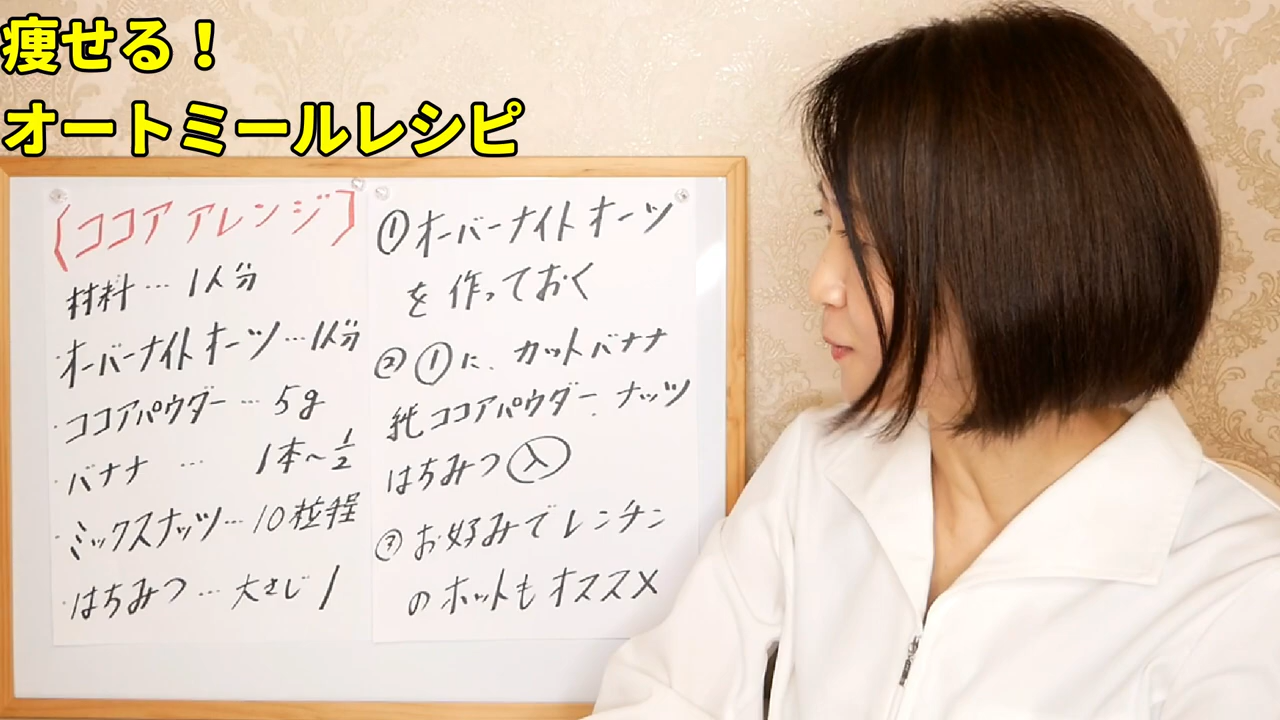 痩せる！
オートミールレシピ
〔ココアアレンジ〕
材料…1人分
・オーバーナイトオーツ…1人分
・ココアパウダー…5g
・バナナ…1本~1/2
・ミックスナッツ…10粒程
・はちみつ…大さじ1
①オーバーナイトオーツ
を作っておく
②①に、カットバナナ
純ココアパウダー、ナッツ
はちみつ入
③お好みでレンチン
のホットもオススメ